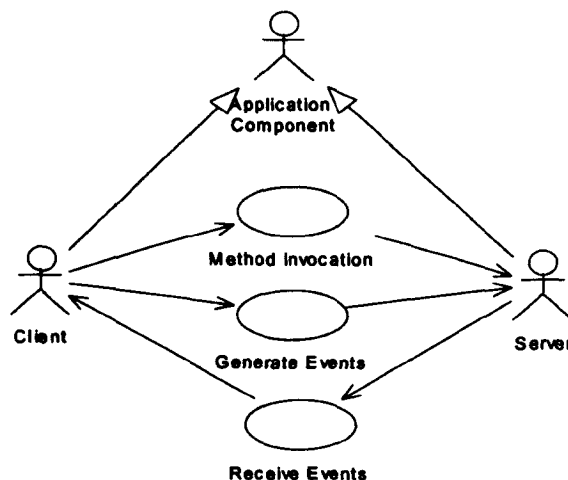 Application
Component
Method Invocation
Client
Server
Generate Events
Receive Events